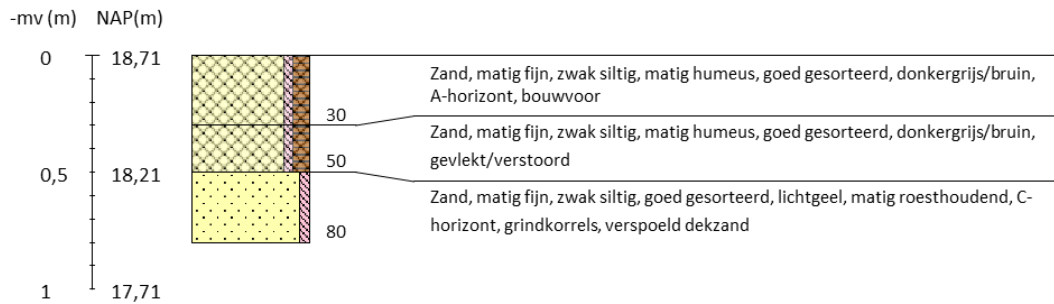 -mv (m) NAP(m)
0 18,71
Zand, matig fijn, zwak siltig, matig humeus, goed gesorteerd, donkergrijs/bruin,
A-horizont, bouwvoor
30
Zand, matig fijn, zwak siltig, matig humeus, goed gesorteerd, donkergrijs/bruin,
gevlekt/verstoord
50
0,5 18,21
Zand, matig fijn, zwak siltig, goed gesorteerd, lichtgeel, matig roesthoudend, C-
horizont, grindkorrels, verspoeld dekzand
80
1 17,71